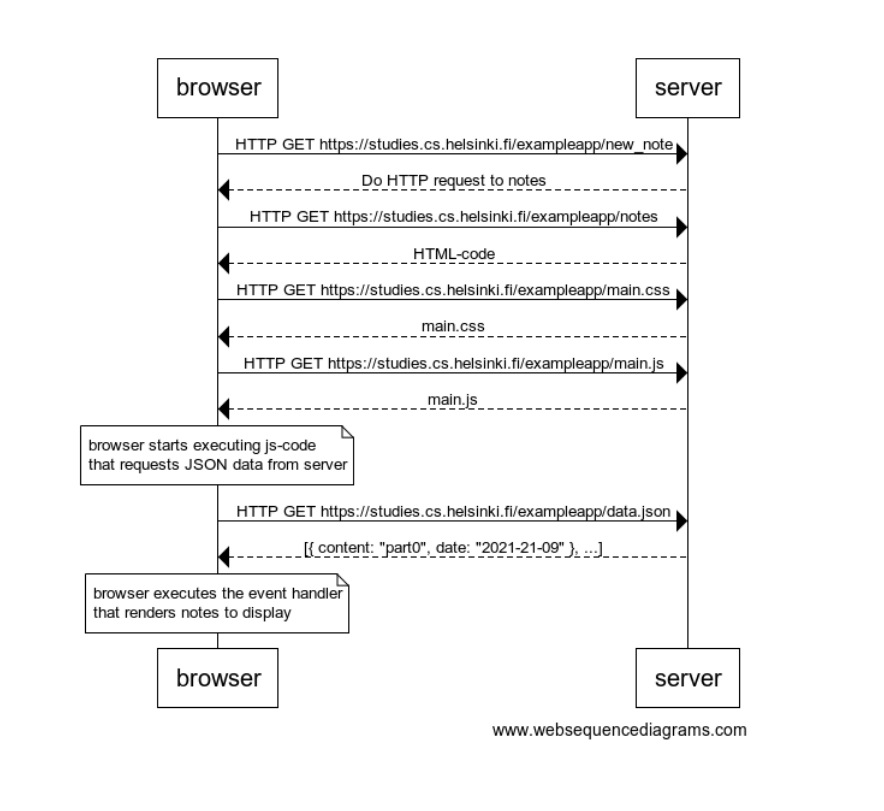 browser
server
HTTP GET https://studies.cs.helsinki.fi/exampleapp/new_note
Do HTTP request to notes
HTTP GET https://studies.cs.helsinki.fi/exampleapp/notes
HTML-code
HTTP GET https://studies.cs.helsinki.fi/exampleapp/main.css
main.css
HTTP GET https://studies.cs.helsinki.fi/exampleapp/main.js
main.js
browser starts executing js-code
that requests JSON data from server
HTTP GET https://studies.cs.helsinki.fi/exampleapp/data.json
[{ content: "part0", date: "2021-21-09" }, ...]
browser executes the event handler
that renders notes to display
browser
server
www.websequencediagrams.com